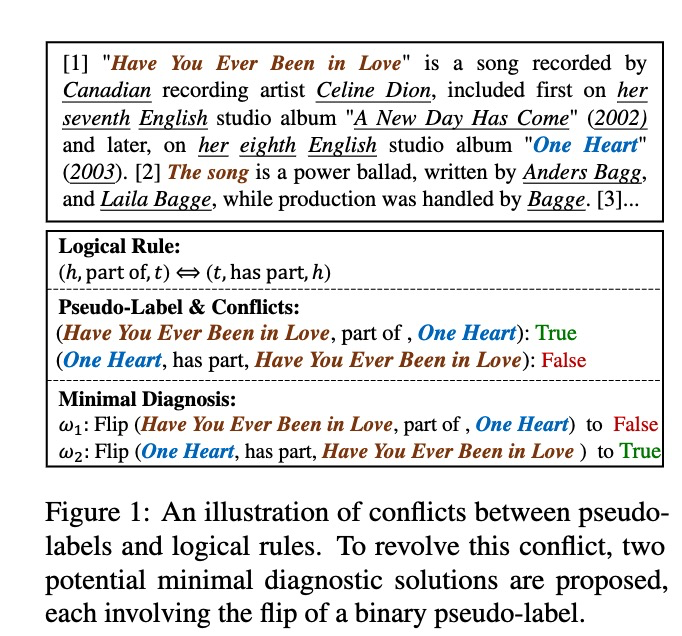 [1] "Have You Ever Been in Love" is a song recorded by
Canadian recording artist Celine Dion, included first on her
seventh English studio album "A New Day Has Come" (2002)
and later, on her eighth English studio album "One Heart"
(2003). [2] The song is a power ballad, written by Anders Bagg,
and Laila Bagge, while production was handled by Bagge. [3]...
Logical Rule:
(h, part of, t) ⟺ (t, has part, h)
Pseudo-Label & Conflicts:
(Have You Ever Been in Love, part of , One Heart): True
(One Heart, has part, Have You Ever Been in Love): False
Minimal Diagnosis:
ω₁: Flip (Have You Ever Been in Love, part of , One Heart) to False
ω₂: Flip (One Heart, has part, Have You Ever Been in Love ) to True
Figure 1: An illustration of conflicts between pseudo-
labels and logical rules. To revolve this conflict, two
potential minimal diagnostic solutions are proposed,
each involving the flip of a binary pseudo-label.